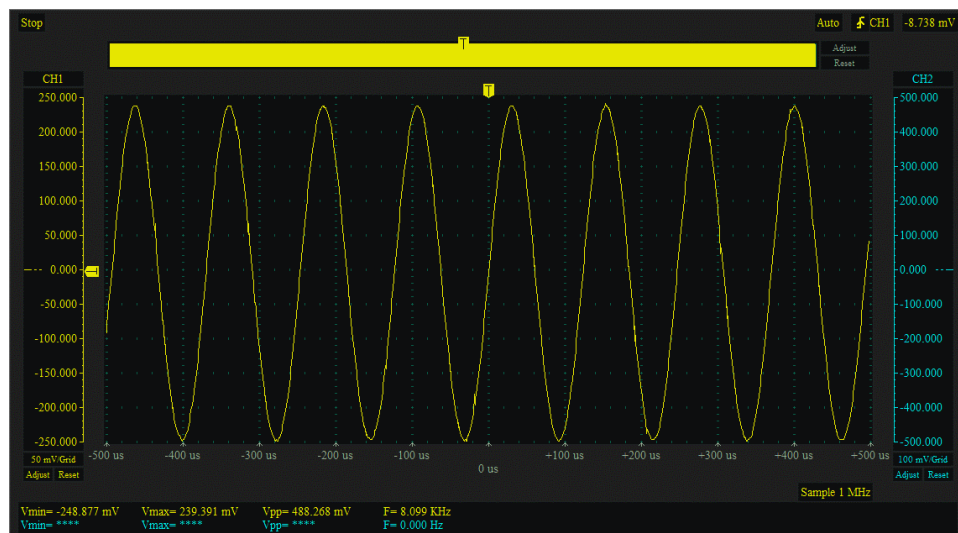 Stop Auto CH1 -8.738 mV
T
Adjust
Reset
CH1 T CH2
250.000 500.000
200.000 400.000
150.000 300.000
100.000 200.000
50.000 100.000
0.000 0.000
-50.000 -100.000
-100.000 -200.000
-150.000 -300.000
-200.000 -400.000
-250.000 -500.000
50 mV/Grid -500 us -400 us -300 us -200 us -100 us 0 us +100 us +200 us +300 us +400 us +500 us 100 mV/Grid
Adjust Reset Adjust Reset
Sample 1 MHz
Vmin= -248.877 mV Vmax= 239.391 mV Vpp= 488.268 mV F= 8.099 KHz
Vmin= **** Vmax= **** Vpp= **** F= 0.000 Hz